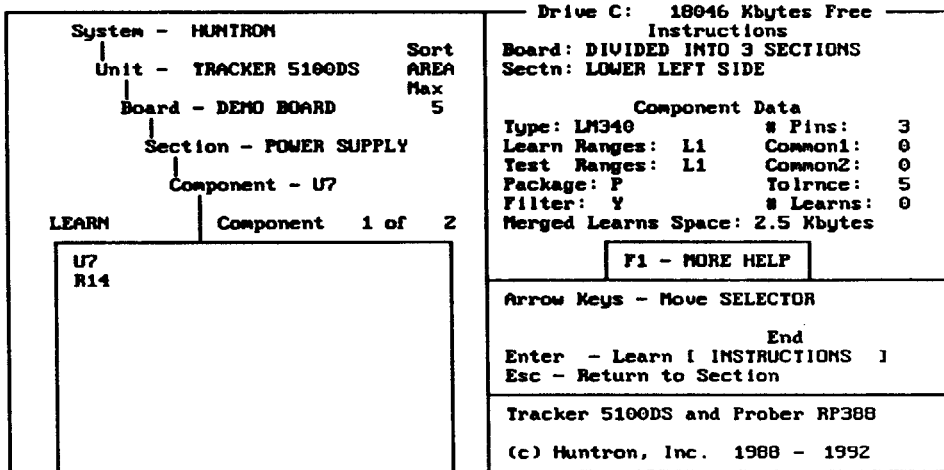 System - HUNTRON
Sort
Unit - TRACKER 5100DS AREA
Max
Board - DEMO BOARD 5
Section - POWER SUPPLY
Component - U7
LEARN Component 1 of 2
U7
R14
Drive C: 18046 Kbytes Free
Instructions
Board: DIVIDED INTO 3 SECTIONS
Sectn: LOWER LEFT SIDE
Component Data
Type: LM340 # Pins: 3
Learn Ranges: L1 Common1: 0
Test Ranges: L1 Common2: 0
Package: P Tolrnce: 5
Filter: Y # Learns: 0
Merged Learns Space: 2.5 Kbytes
F1 - MORE HELP
Arrow Keys - Move SELECTOR
End
Enter - Learn [ INSTRUCTIONS ]
Esc - Return to Section
Tracker 5100DS and Prober RP388
(c) Huntron, Inc. 1988 - 1992